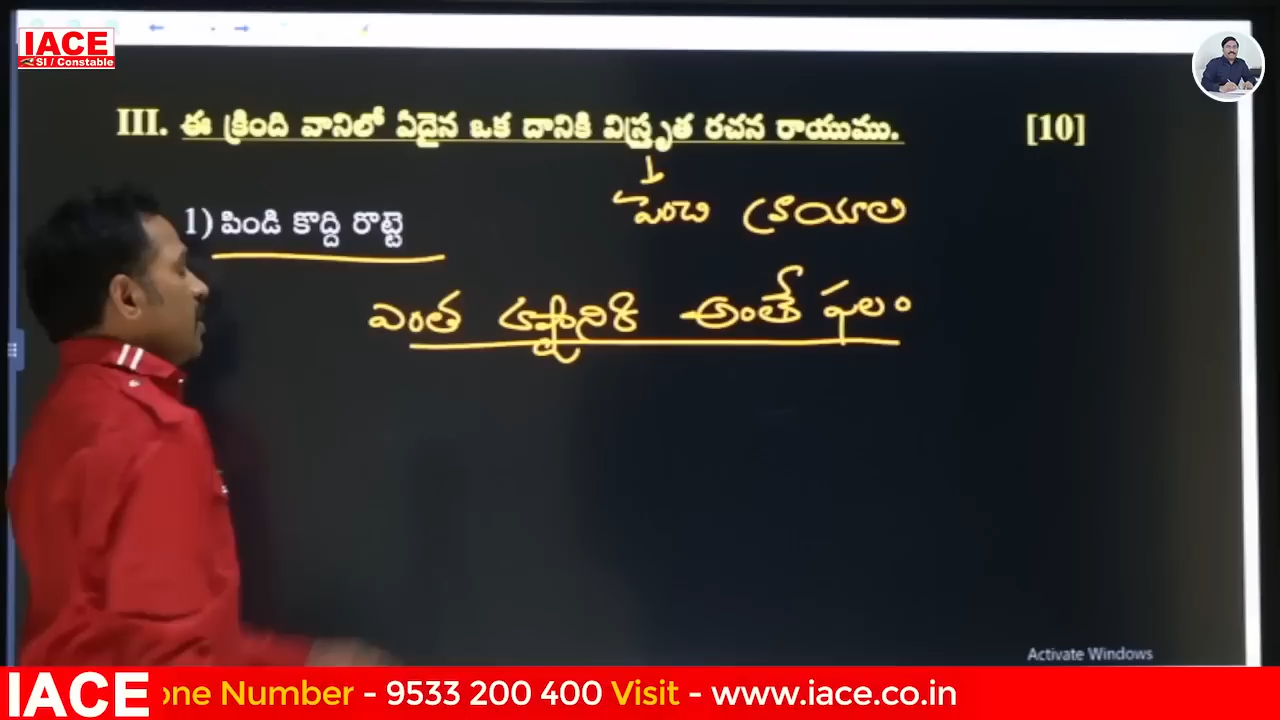 IACE
SI / Constable
III. ఈ క్రింది వానిలో ఏదైన ఒక దానికి విస్తృత రచన రాయుము. [10]
పెంచి వ్రాయాలి
1) పిండి కొద్ది రొట్టె
ఎంత కష్టానికి అంతే ఫలం
Activate Windows
IACE one Number - 9533 200 400 Visit - www.iace.co.in